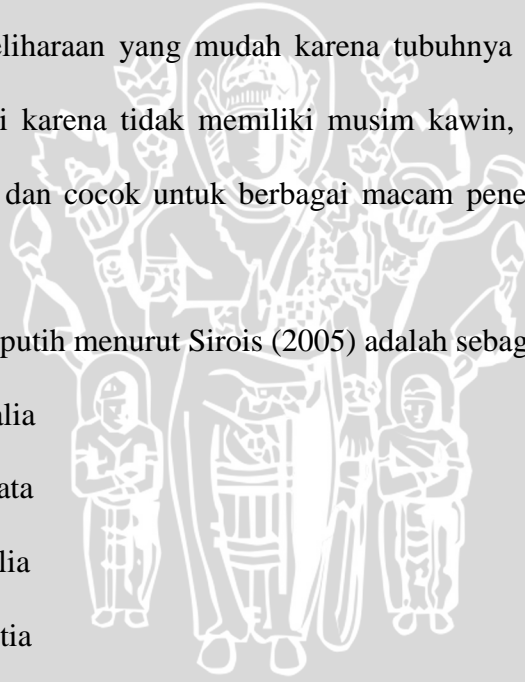 eliharaan yang mudah karena tubuhnya
i karena tidak memiliki musim kawin,
dan cocok untuk berbagai macam pene
putih menurut Sirois (2005) adalah sebag
alia
ata
lia
tia